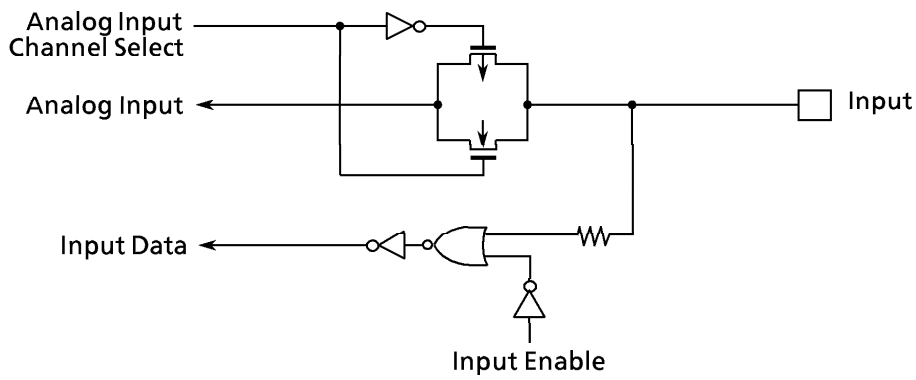 Analog Input
Channel Select
Analog Input
Input
Input Data
Input Enable